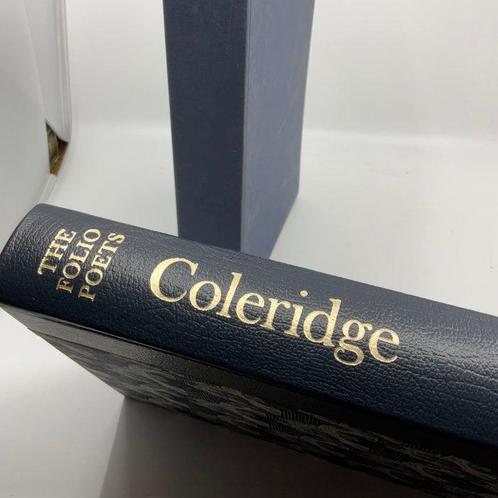 THE
FOLIO
POETS
Coleridge